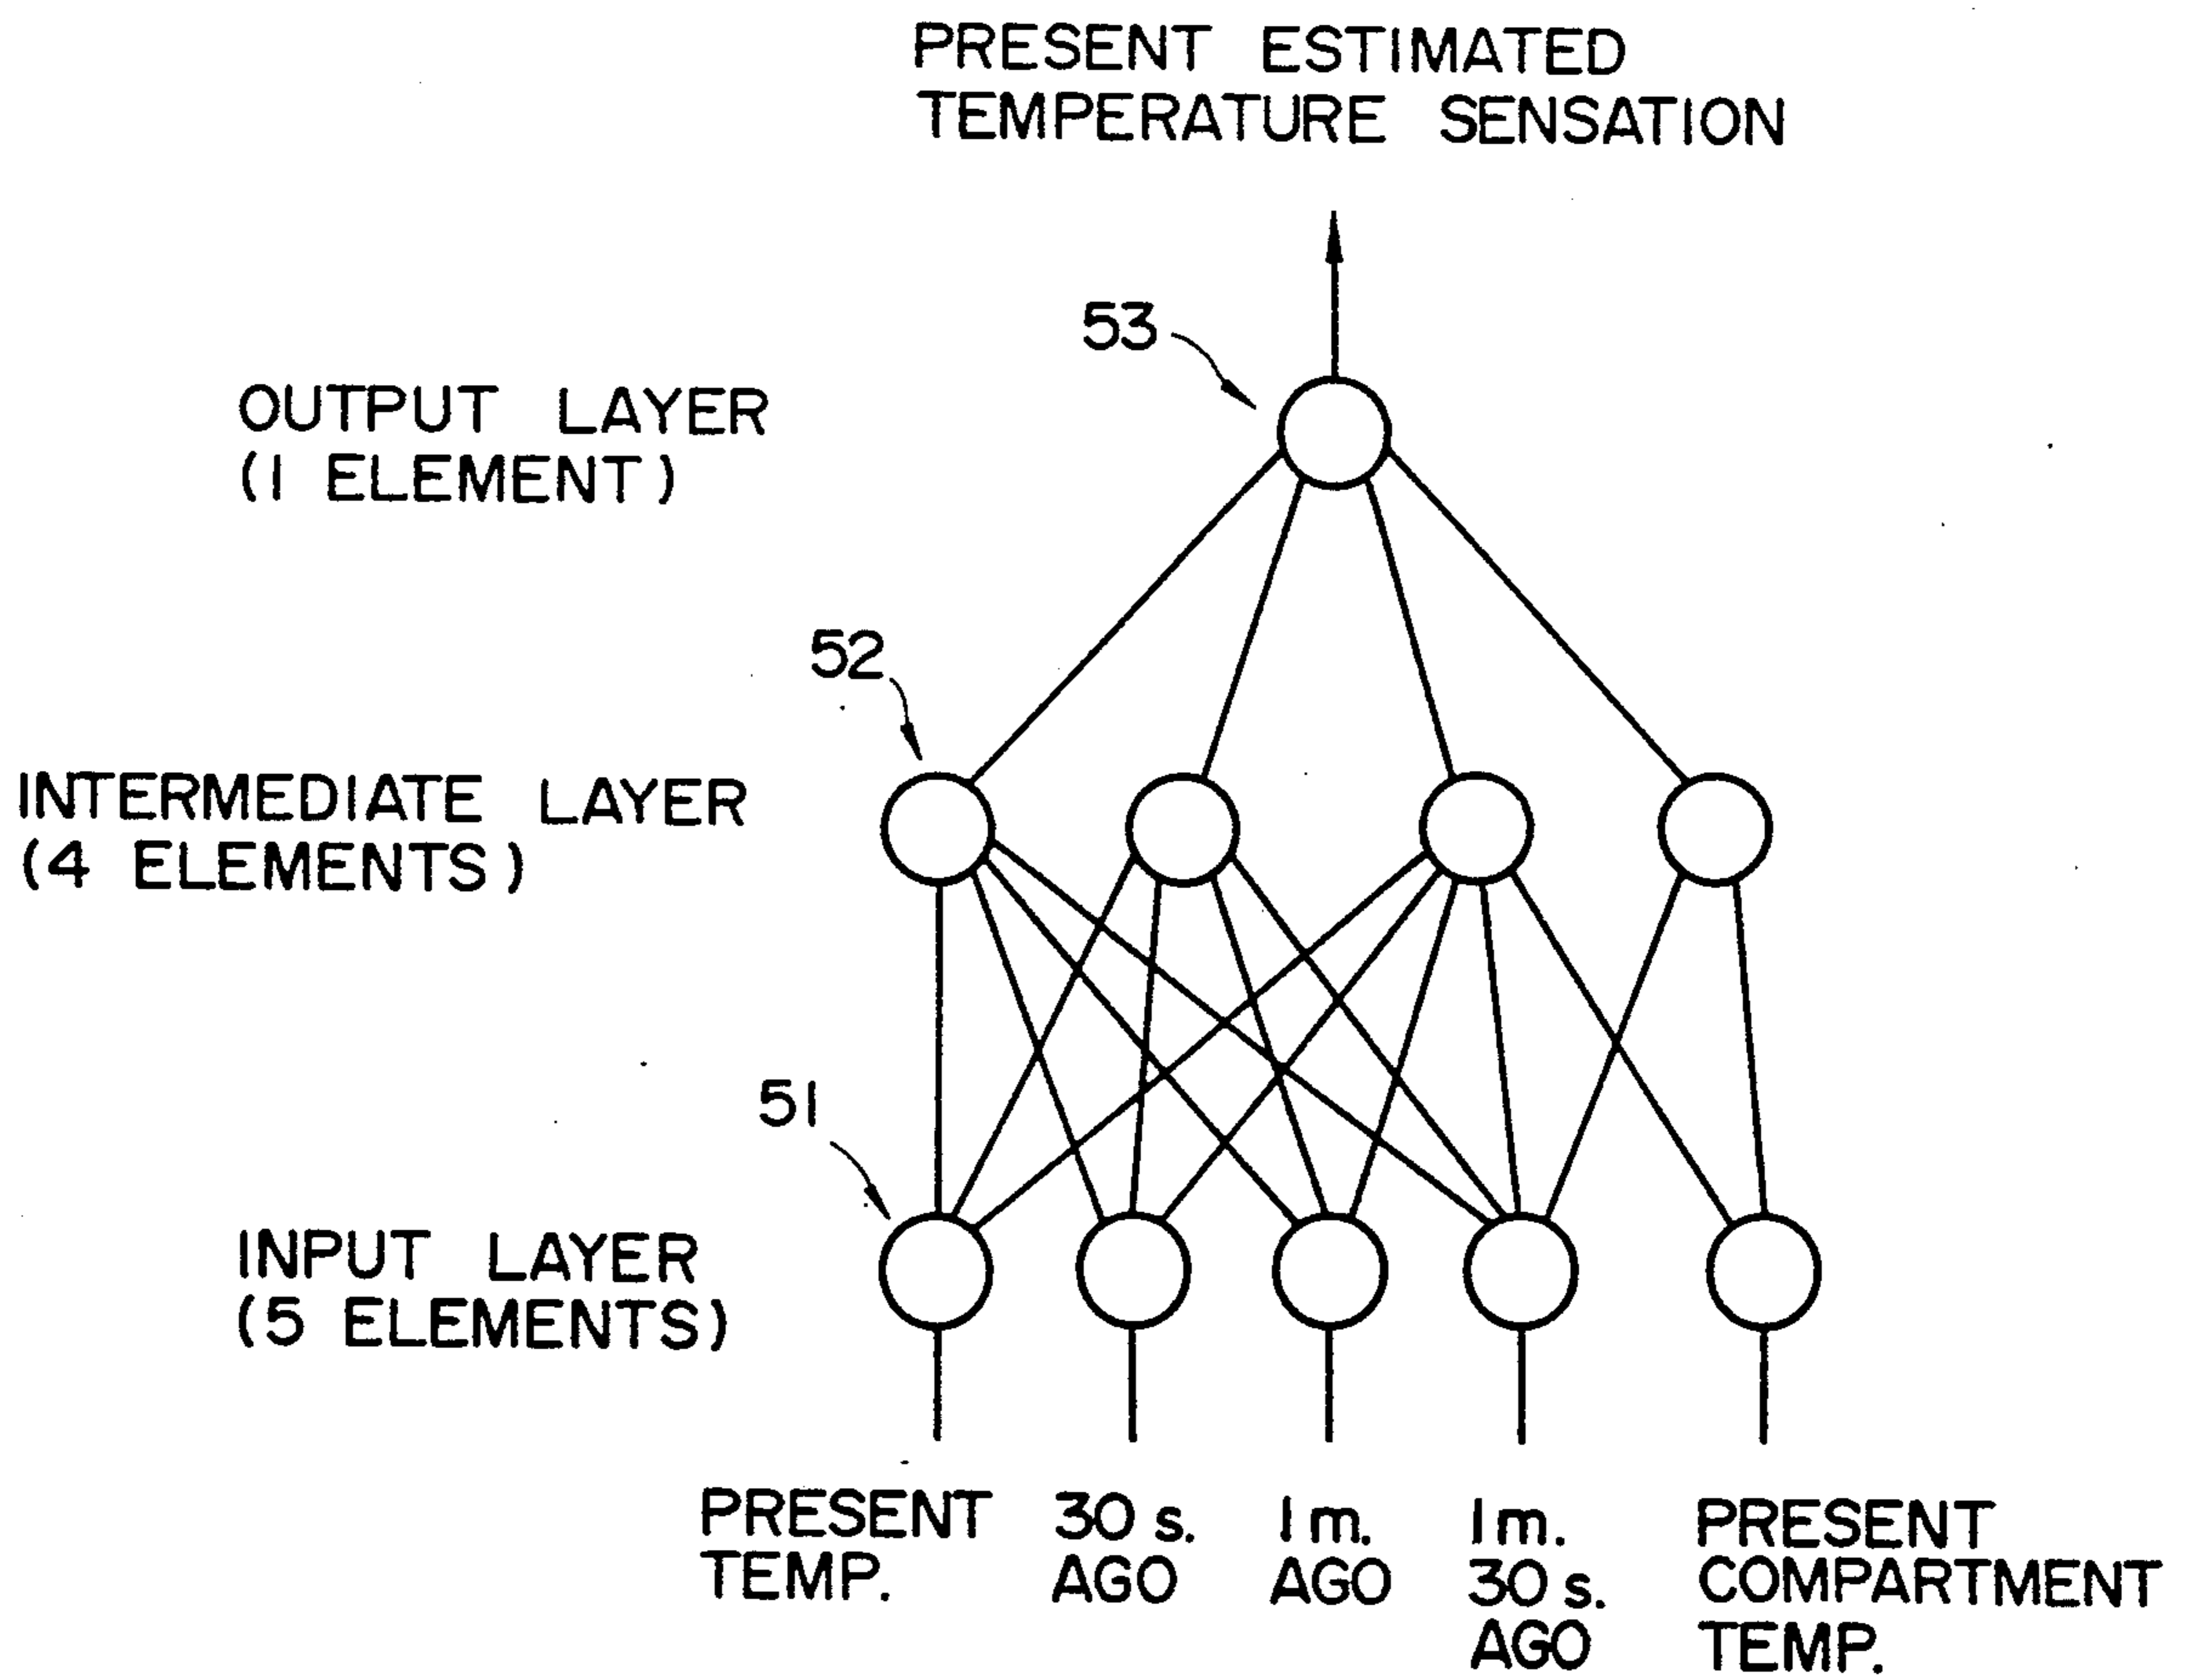 PRESENT ESTIMATED
TEMPERATURE SENSATION
53
OUTPUT LAYER
(1 ELEMENT)
52
INTERMEDIATE LAYER
(4 ELEMENTS)
51
INPUT LAYER
(5 ELEMENTS)
PRESENT
TEMP.
30 s.
AGO
1 m.
AGO
1 m.
30 s.
AGO
PRESENT
COMPARTMENT
TEMP.